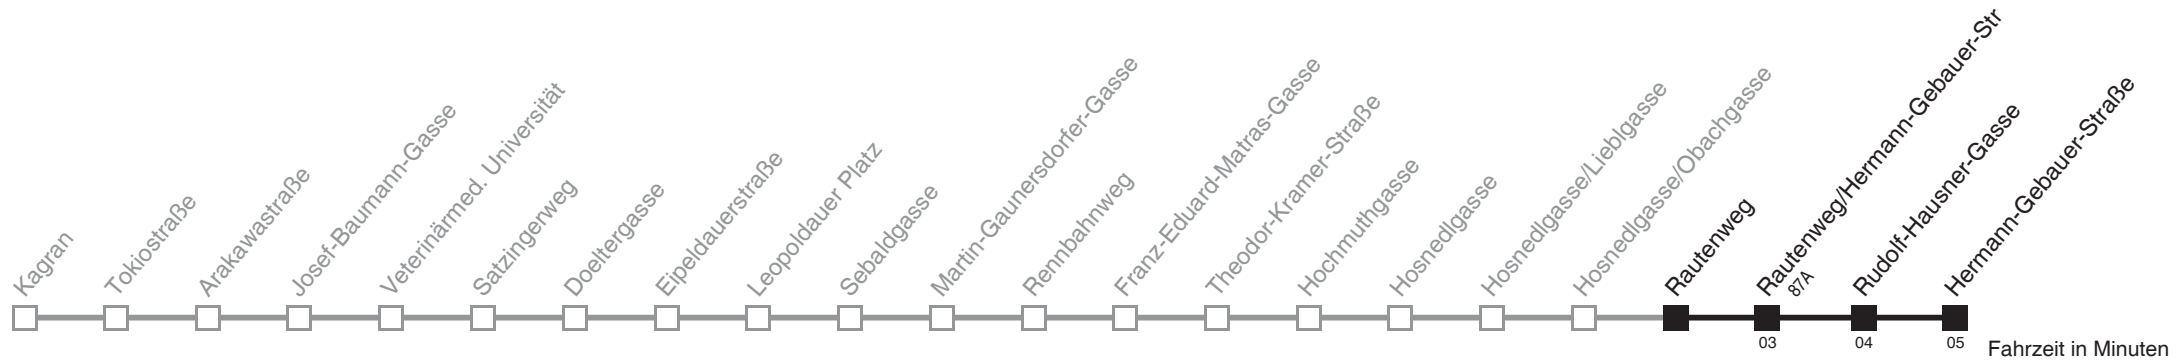 Kagran
Tokiostraße
Arakawastraße
Josef-Baumann-Gasse
Veterinärmed. Universität
Satzingerweg
Doeltergasse
Eipeldauerstraße
Leopoldauer Platz
Sebaldgasse
Martin-Gaunersdorfer-Gasse
Rennbahnweg
Franz-Eduard-Matras-Gasse
Theodor-Kramer-Straße
Hochmuthgasse
Hosnedlgasse
Hosnedlgasse/Lieblgasse
Hosnedlgasse/Obachgasse
Rautenweg
Rautenweg/Hermann-Gebauer-Str
87A
Rudolf-Hausner-Gasse
Hermann-Gebauer-Straße
03 04 05
Fahrzeit in Minuten